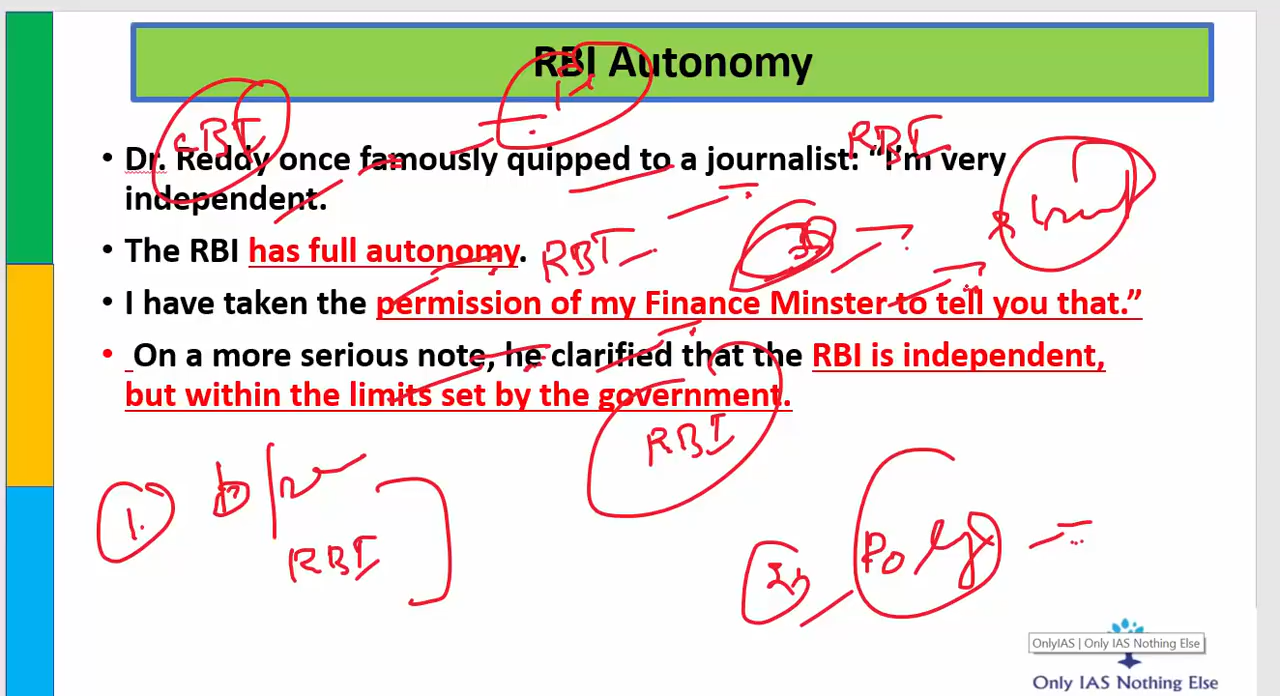 RBI Autonomy
CBI
RBI
• Dr. Reddy once famously quipped to a journalist: “I’m very
independent.
• The RBI has full autonomy.
RBI
• I have taken the permission of my Finance Minster to tell you that.”
• On a more serious note, he clarified that the RBI is independent,
but within the limits set by the government.
RBI
1.
RBI
OnlyIAS | Only IAS Nothing Else
Only IAS Nothing Else